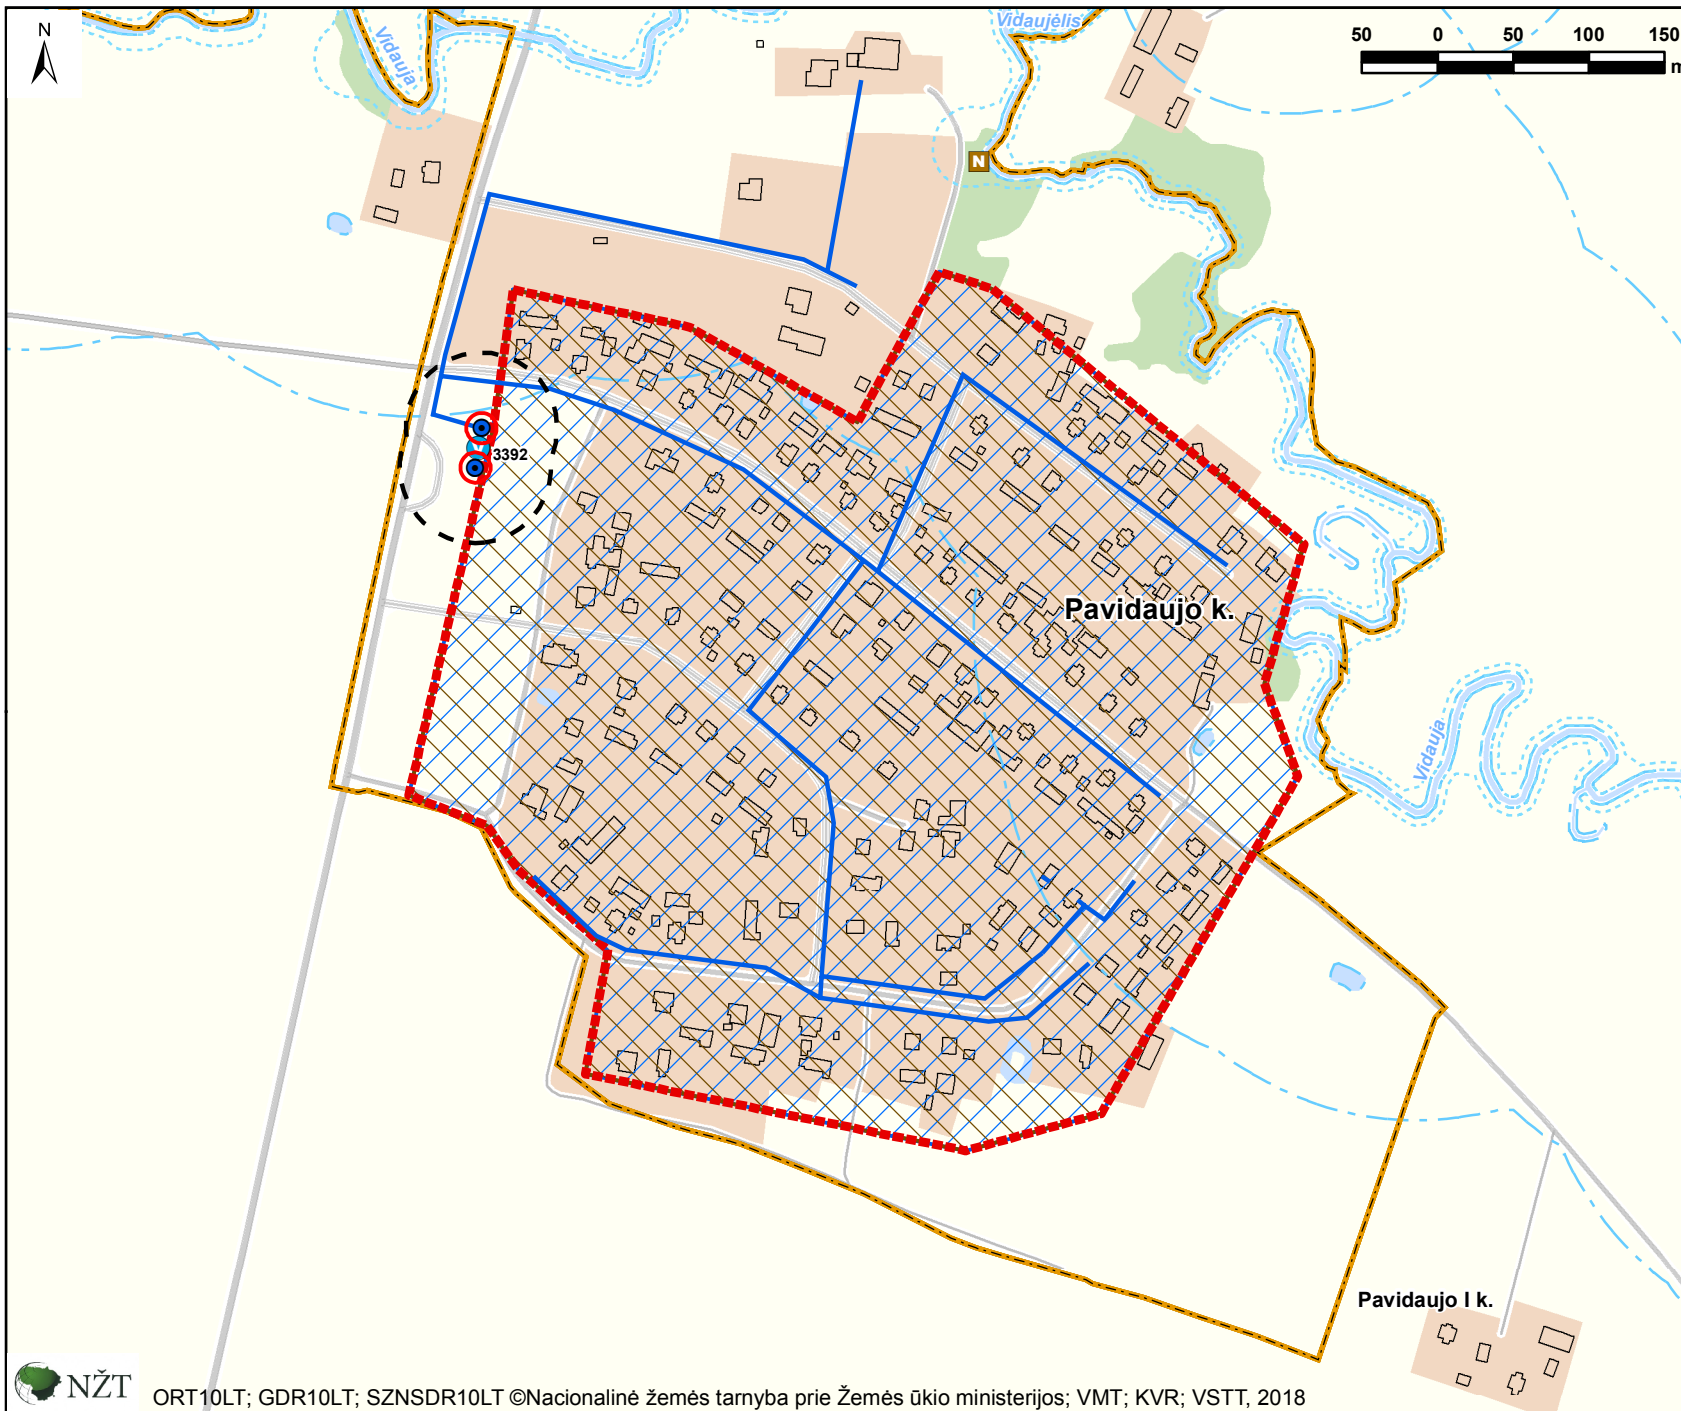 N
Vidauja
Vidaujėlis
50 0 50 100 150
m
N
3392
Pavidaujo k.
Vidauja
Pavidaujo I k.
NŽT
ORT10LT; GDR10LT; SZNSDR10LT ©Nacionalinė žemės tarnyba prie Žemės ūkio ministerijos; VMT; KVR; VSTT, 2018